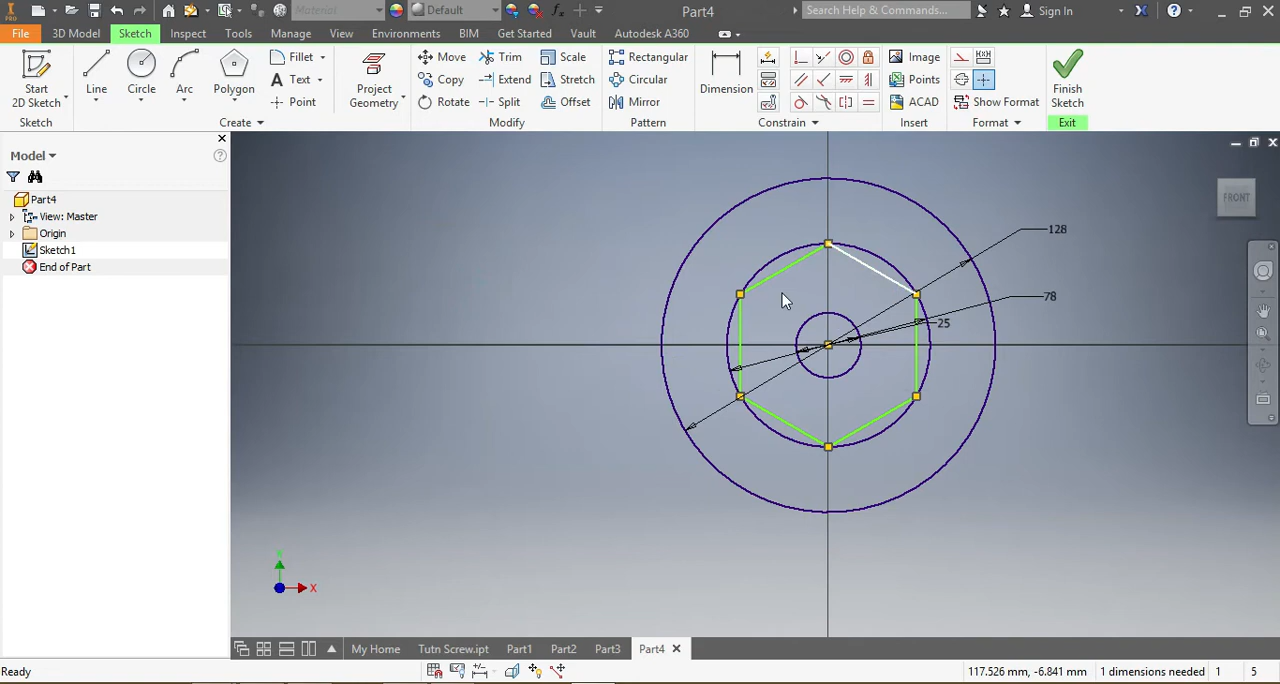 Material
Default
Part4
Search Help & Commands...
Sign In
PRO
File
3D Model
Sketch
Inspect
Tools
Manage
View
Environments
BIM
Get Started
Vault
Autodesk A360
Start
2D Sketch
Line
Circle
Arc
Polygon
Fillet
Text
Point
Project
Geometry
Move
Copy
Rotate
Trim
Extend
Split
Scale
Stretch
Offset
Rectangular
Circular
Mirror
Dimension
Image
Points
ACAD
Show Format
Finish
Sketch
Sketch
Create
Modify
Pattern
Constrain
Insert
Format
Exit
Model
Part4
View: Master
Origin
Sketch1
End of Part
FRONT
128
78
25
X
My Home
Tutn Screw.ipt
Part1
Part2
Part3
Part4
Ready
117.526 mm, -6.841 mm
1 dimensions needed
1
5